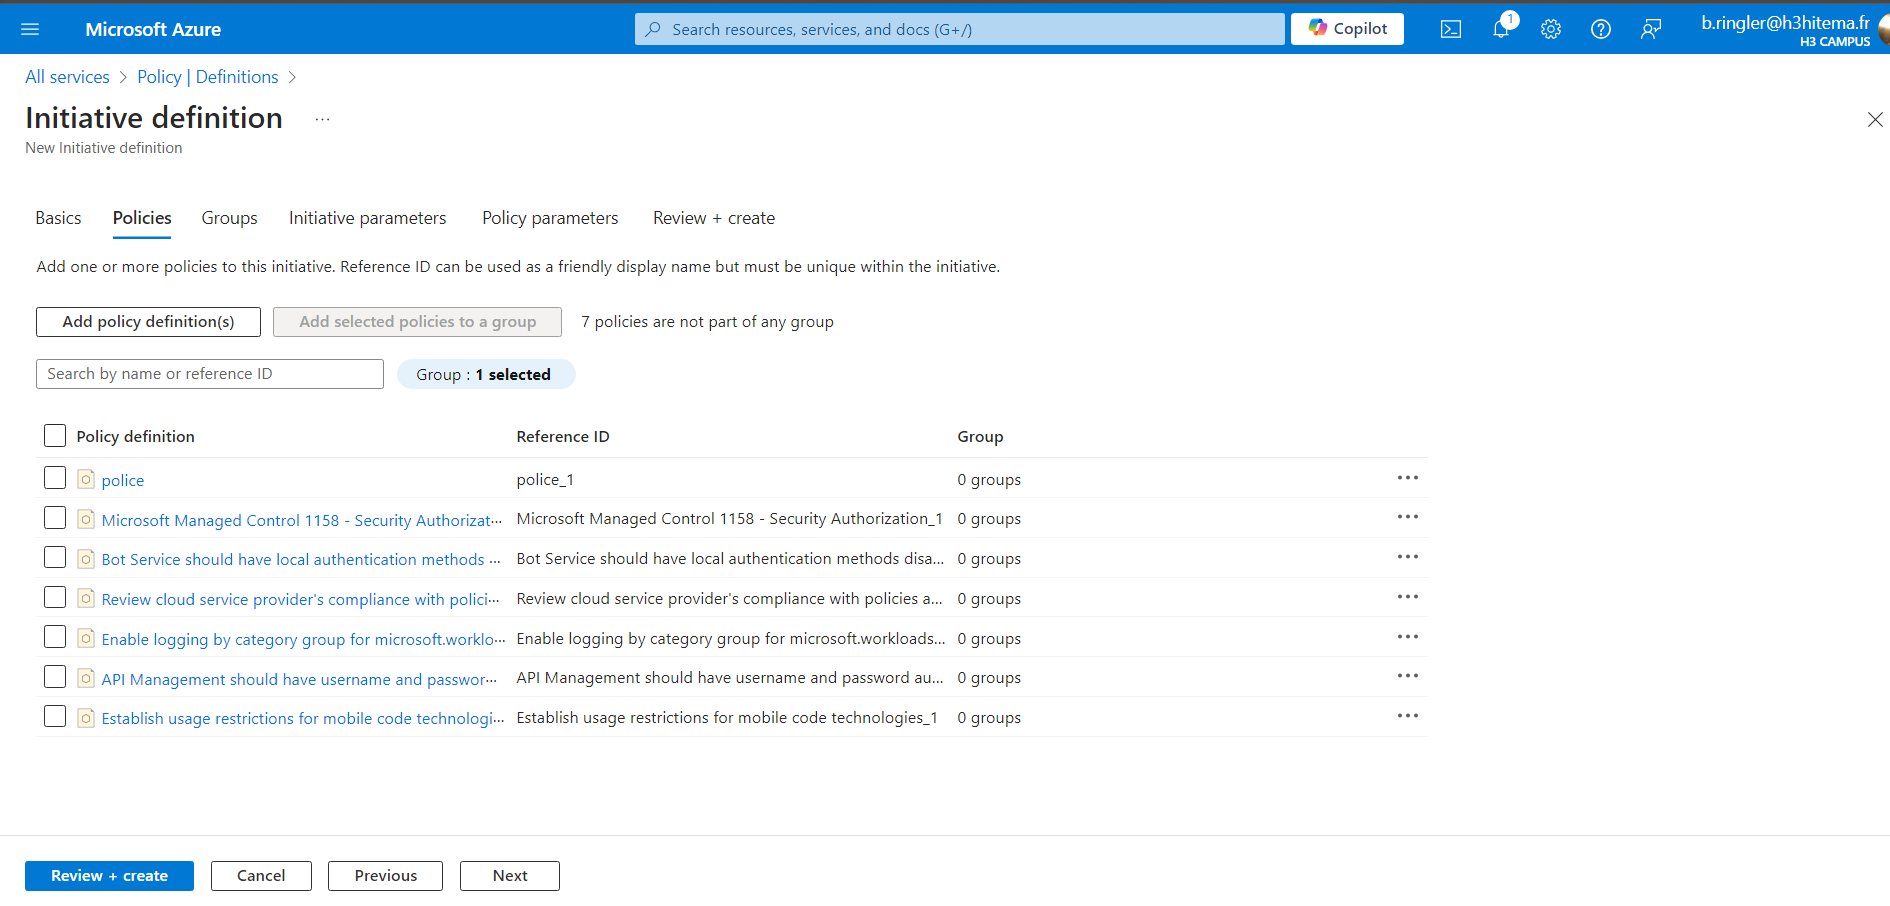 Microsoft Azure
Search resources, services, and docs (G+/)
Copilot
1
b.ringler@h3hitema.fr
H3 CAMPUS
All services > Policy | Definitions >
Initiative definition ...
New Initiative definition
Basics Policies Groups Initiative parameters Policy parameters Review + create
Add one or more policies to this initiative. Reference ID can be used as a friendly display name but must be unique within the initiative.
Add policy definition(s) Add selected policies to a group 7 policies are not part of any group
Search by name or reference ID Group : 1 selected
Policy definition Reference ID Group
police police_1 0 groups
Microsoft Managed Control 1158 - Security Authorizat... Microsoft Managed Control 1158 - Security Authorization_1 0 groups
Bot Service should have local authentication methods ... Bot Service should have local authentication methods disa... 0 groups
Review cloud service provider's compliance with polici... Review cloud service provider's compliance with policies a... 0 groups
Enable logging by category group for microsoft.worklo... Enable logging by category group for microsoft.workloads... 0 groups
API Management should have username and passwor... API Management should have username and password au... 0 groups
Establish usage restrictions for mobile code technologi... Establish usage restrictions for mobile code technologies_1 0 groups
Review + create Cancel Previous Next